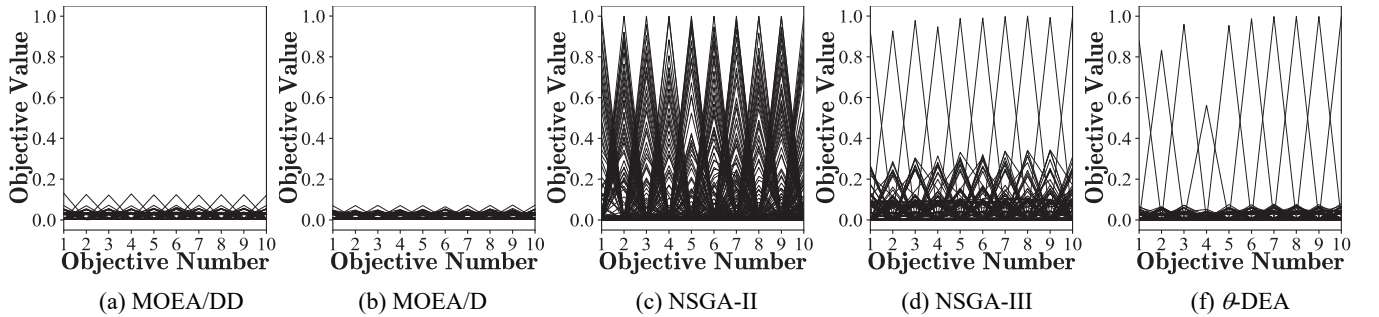 1.0
0.8
0.6
0.4
0.2
0.0
Objective Value
1 2 3 4 5 6 7 8 9 10
Objective Number
(a) MOEA/DD
1.0
0.8
0.6
0.4
0.2
0.0
Objective Value
1 2 3 4 5 6 7 8 9 10
Objective Number
(b) MOEA/D
1.0
0.8
0.6
0.4
0.2
0.0
Objective Value
1 2 3 4 5 6 7 8 9 10
Objective Number
(c) NSGA-II
1.0
0.8
0.6
0.4
0.2
0.0
Objective Value
1 2 3 4 5 6 7 8 9 10
Objective Number
(d) NSGA-III
1.0
0.8
0.6
0.4
0.2
0.0
Objective Value
1 2 3 4 5 6 7 8 9 10
Objective Number
(f) θ-DEA